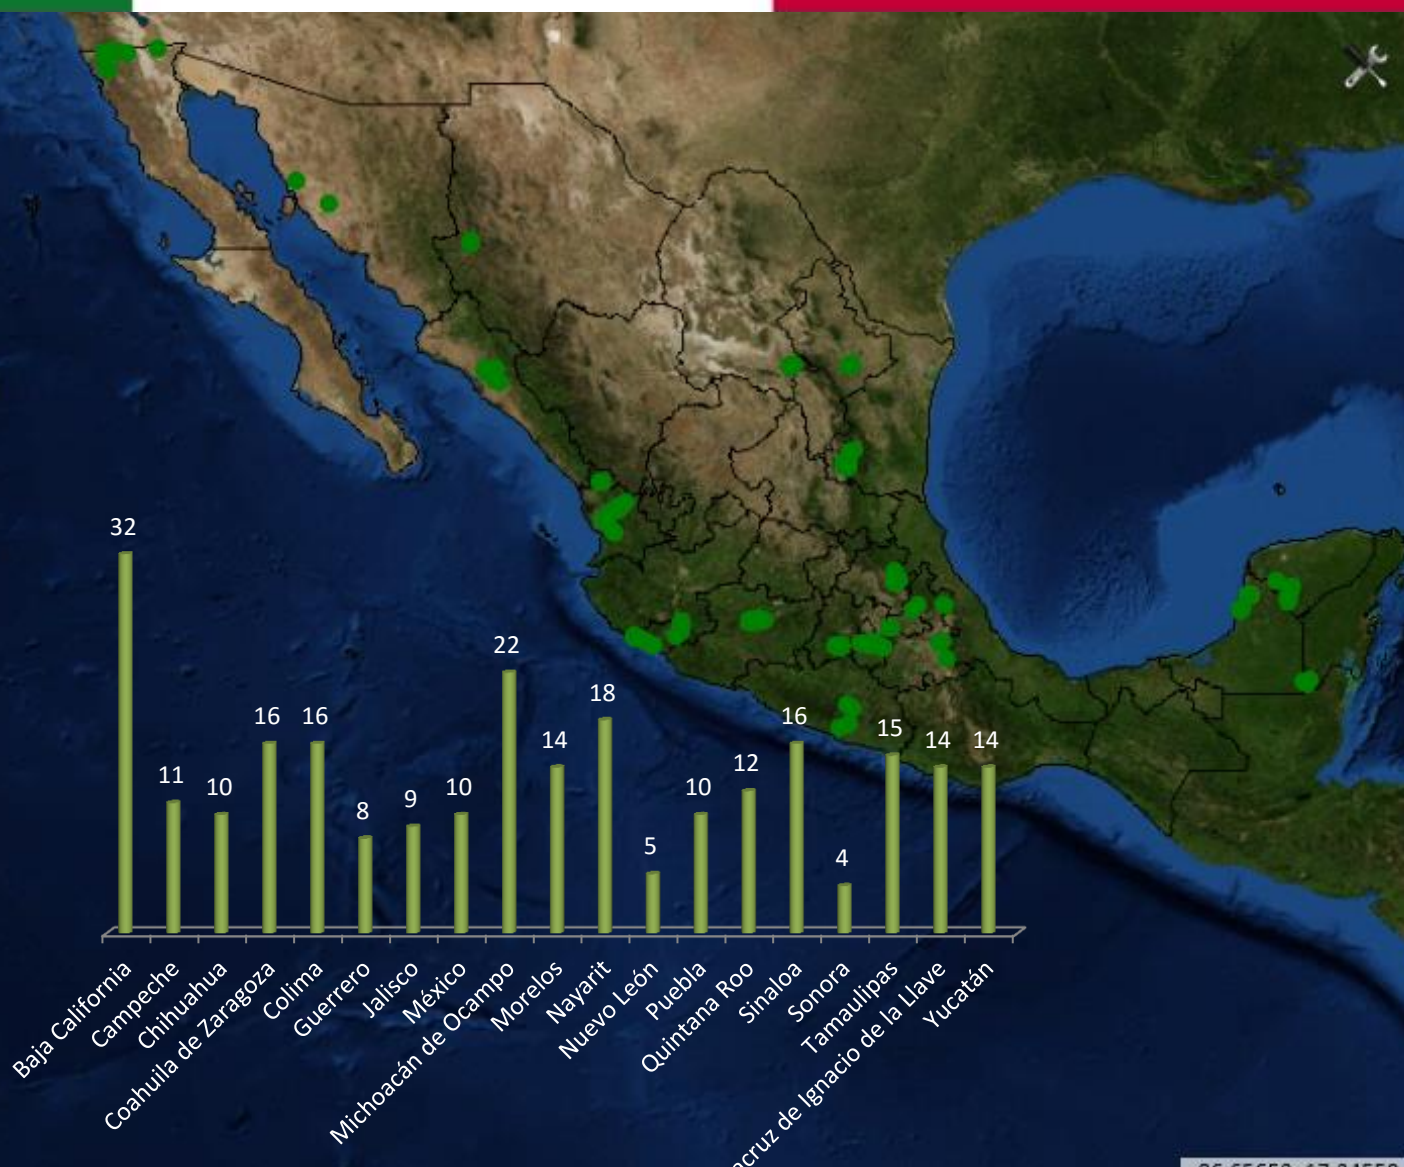 32
22
18
16
16
16
15
14
14
14
12
11
10
10
10
9
8
5
4
Baja California
Campeche
Chihuahua
Coahuila de Zaragoza
Colima
Guerrero
Jalisco
México
Michoacán de Ocampo
Morelos
Nayarit
Nuevo León
Puebla
Quintana Roo
Sinaloa
Sonora
Tamaulipas
acruz de Ignacio de la Llave
Yucatán